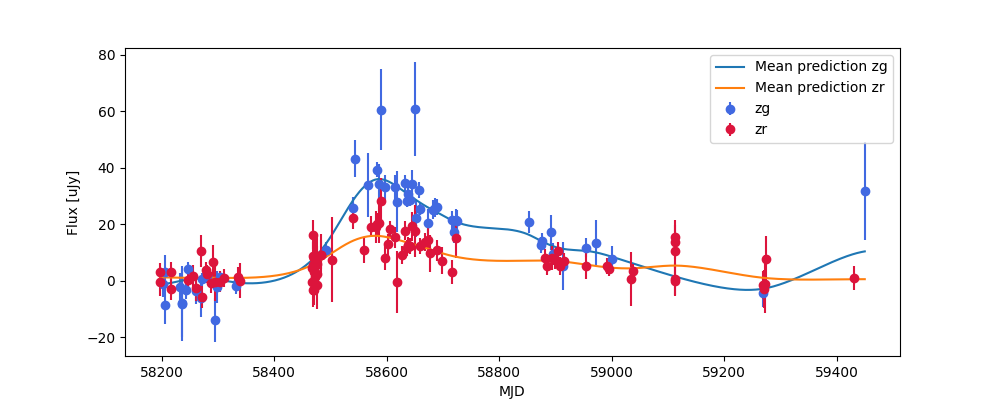 80
60
40
20
0
−20
Flux [uJy]
58200 58400 58600 58800 59000 59200 59400
MJD
Mean prediction zg
Mean prediction zr
zg
zr